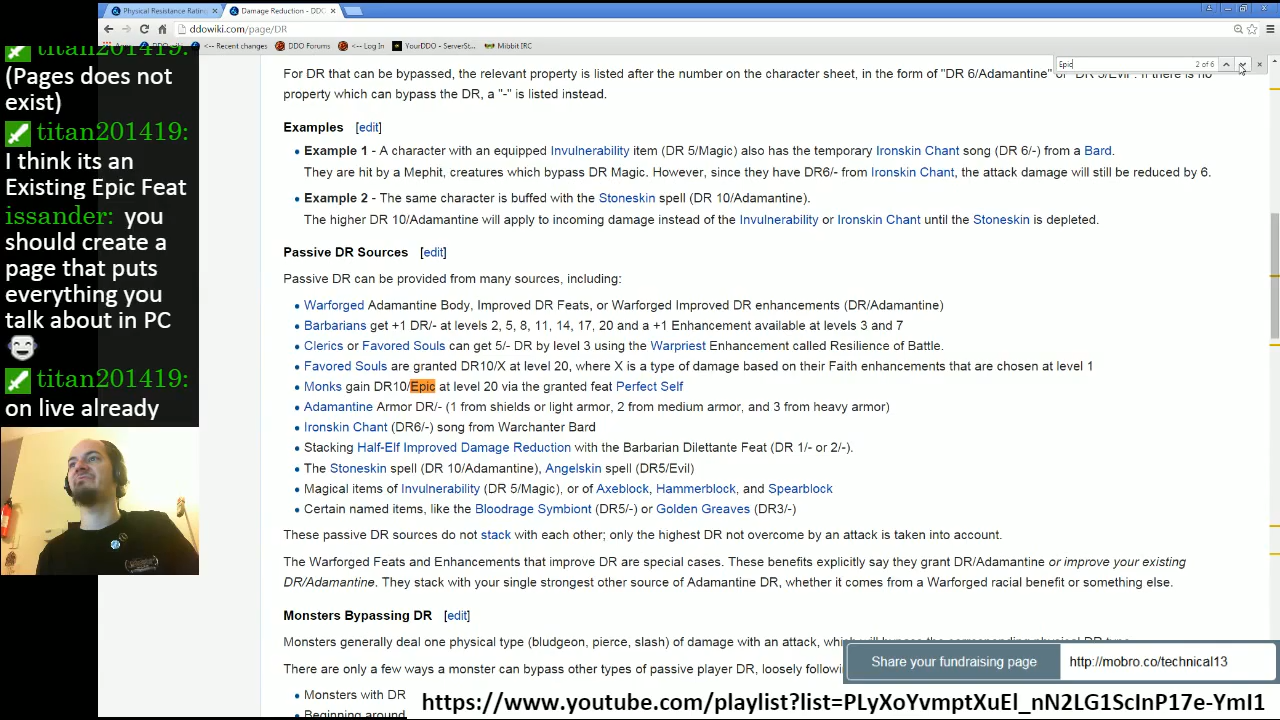 Physical Resistance Rating
Damage Reduction - DDO
ddowiki.com/page/DR
<-- Recent changes
DDO Forums
<-- Log In
YourDDO - ServerSt...
Mibbit IRC
Epic
2 of 6
titan201419:
(Pages does not
exist)
titan201419:
I think its an
Existing Epic Feat
issander: you
should create a
page that puts
everything you
talk about in PC
titan201419:
on live already
For DR that can be bypassed, the relevant property is listed after the number on the character sheet, in the form of "DR 6/Adamantine"
property which can bypass the DR, a "-" is listed instead.
Examples [edit]
• Example 1 - A character with an equipped Invulnerability item (DR 5/Magic) also has the temporary Ironskin Chant song (DR 6/-) from a Bard.
They are hit by a Mephit, creatures which bypass DR Magic. However, since they have DR6/- from Ironskin Chant, the attack damage will still be reduced by 6.
• Example 2 - The same character is buffed with the Stoneskin spell (DR 10/Adamantine).
The higher DR 10/Adamantine will apply to incoming damage instead of the Invulnerability or Ironskin Chant until the Stoneskin is depleted.
Passive DR Sources [edit]
Passive DR can be provided from many sources, including:
• Warforged Adamantine Body, Improved DR Feats, or Warforged Improved DR enhancements (DR/Adamantine)
• Barbarians get +1 DR/- at levels 2, 5, 8, 11, 14, 17, 20 and a +1 Enhancement available at levels 3 and 7
• Clerics or Favored Souls can get 5/- DR by level 3 using the Warpriest Enhancement called Resilience of Battle.
• Favored Souls are granted DR10/X at level 20, where X is a type of damage based on their Faith enhancements that are chosen at level 1
• Monks gain DR10/Epic at level 20 via the granted feat Perfect Self
• Adamantine Armor DR/- (1 from shields or light armor, 2 from medium armor, and 3 from heavy armor)
• Ironskin Chant (DR6/-) song from Warchanter Bard
• Stacking Half-Elf Improved Damage Reduction with the Barbarian Dilettante Feat (DR 1/- or 2/-).
• The Stoneskin spell (DR 10/Adamantine), Angelskin spell (DR5/Evil)
• Magical items of Invulnerability (DR 5/Magic), or of Axeblock, Hammerblock, and Spearblock
• Certain named items, like the Bloodrage Symbiont (DR5/-) or Golden Greaves (DR3/-)
These passive DR sources do not stack with each other; only the highest DR not overcome by an attack is taken into account.
The Warforged Feats and Enhancements that improve DR are special cases. These benefits explicitly say they grant DR/Adamantine or improve your existing
DR/Adamantine. They stack with your single strongest other source of Adamantine DR, whether it comes from a Warforged racial benefit or something else.
Monsters Bypassing DR [edit]
Monsters generally deal one physical type (bludgeon, pierce, slash) of damage with an attack,
There are only a few ways a monster can bypass other types of passive player DR, loosely
• Monsters with DR
• Beginning around
Share your fundraising page
http://mobro.co/technical13
https://www.youtube.com/playlist?list=PLyXoYvmptXuEl_nN2LG1ScInP17e-YmI1